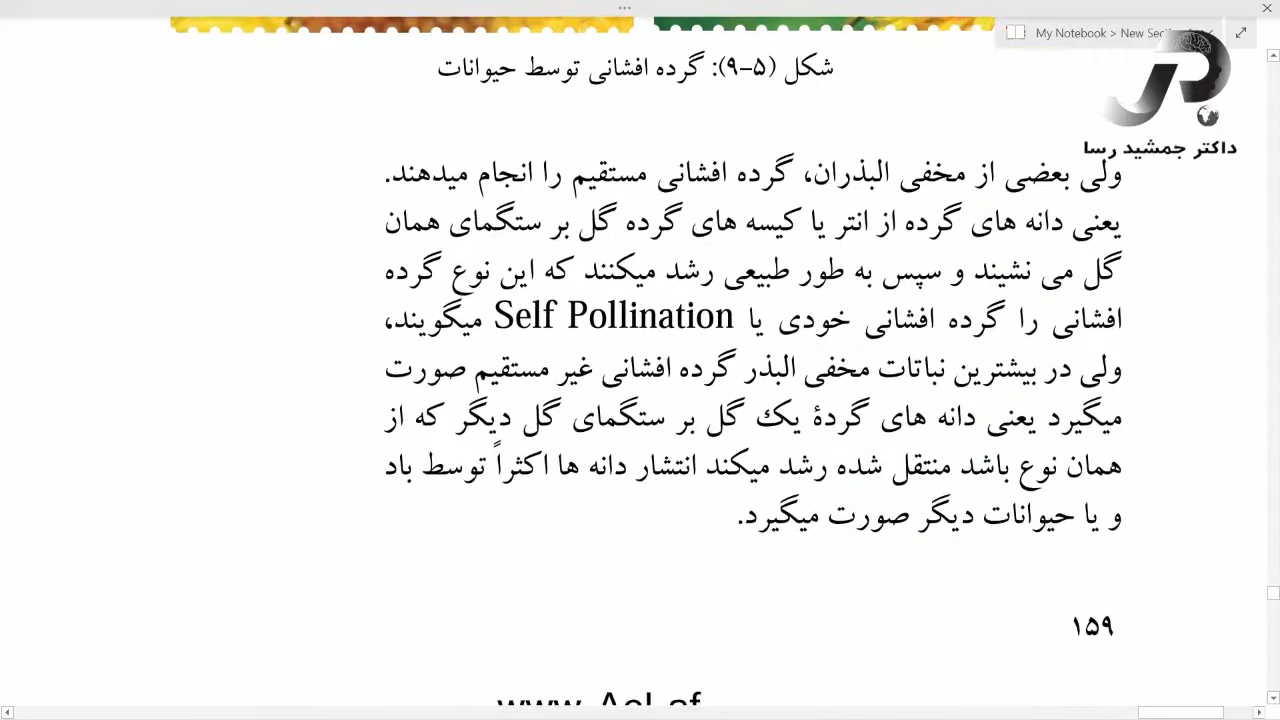 My Notebook > New Sec
شکل (۵-۹): گرده افشانی توسط حیوانات
داکتر جمشید رسا
ولی بعضی از مخفی البذران، گرده افشانی مستقیم را انجام میدهند.
یعنی دانه های گرده از انتر یا کیسه های گرده گل بر ستگمای همان
گل می نشیند و سپس به طور طبیعی رشد میکنند که این نوع گرده
افشانی را گرده افشانی خودی یا Self Pollination میگویند،
ولی در بیشترین نباتات مخفی البذر گرده افشانی غیر مستقیم صورت
میگیرد یعنی دانه های گردۀ یک گل بر ستگمای گل دیگر که از
همان نوع باشد منتقل شده رشد میکند انتشار دانه ها اکثراً توسط باد
و یا حیوانات دیگر صورت میگیرد.
۱۵۹